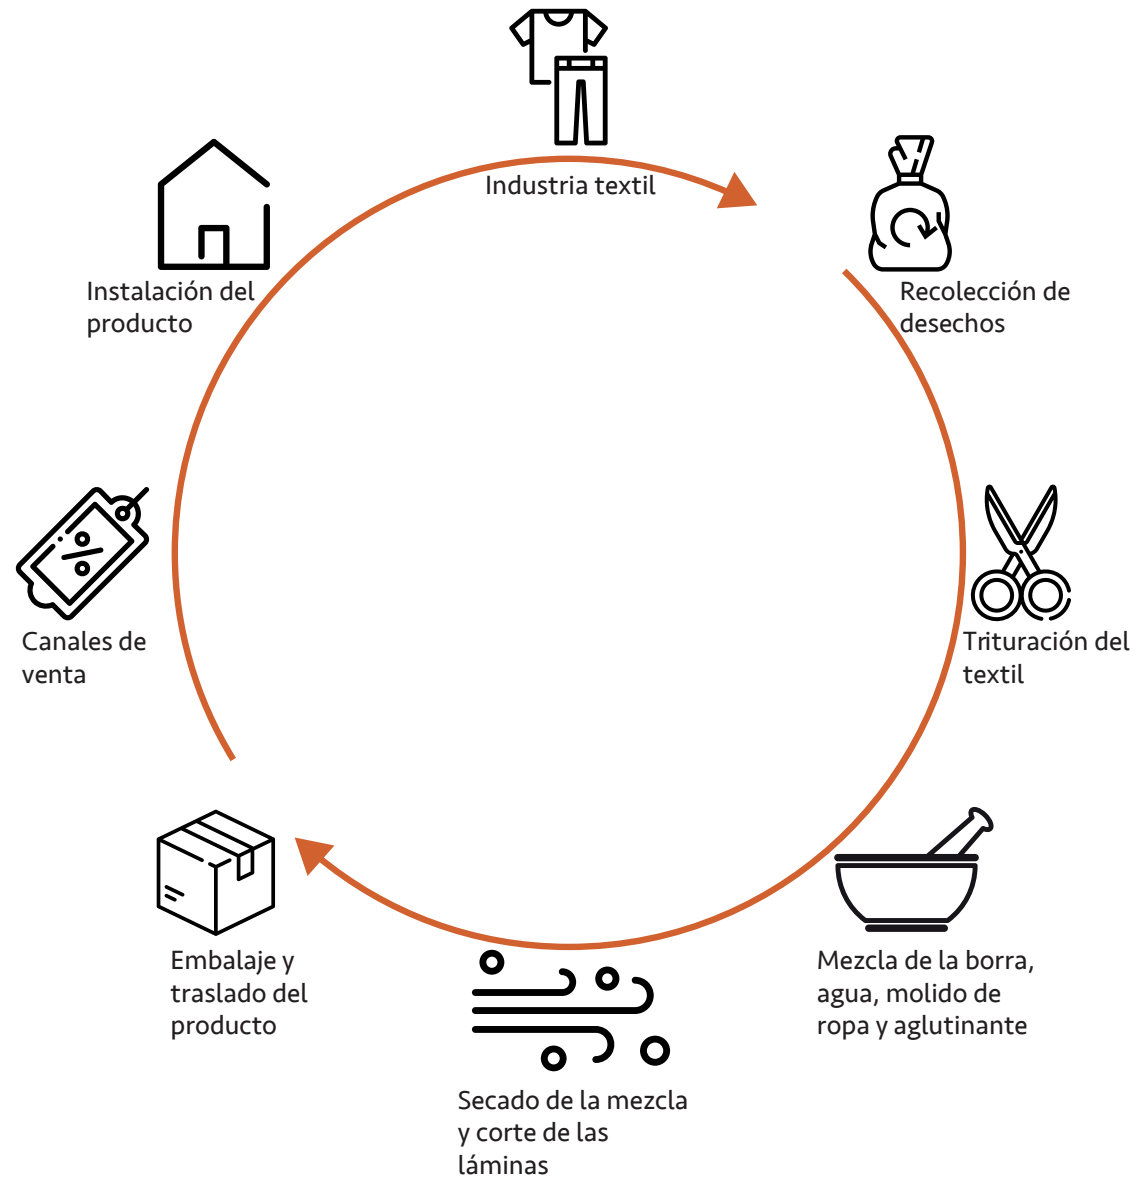 Industria textil
Recolección de
desechos
Trituración del
textil
Mezcla de la borra,
agua, molido de
ropa y aglutinante
Secado de la mezcla
y corte de las
láminas
Embalaje y
traslado del
producto
Canales de
venta
Instalación del
producto